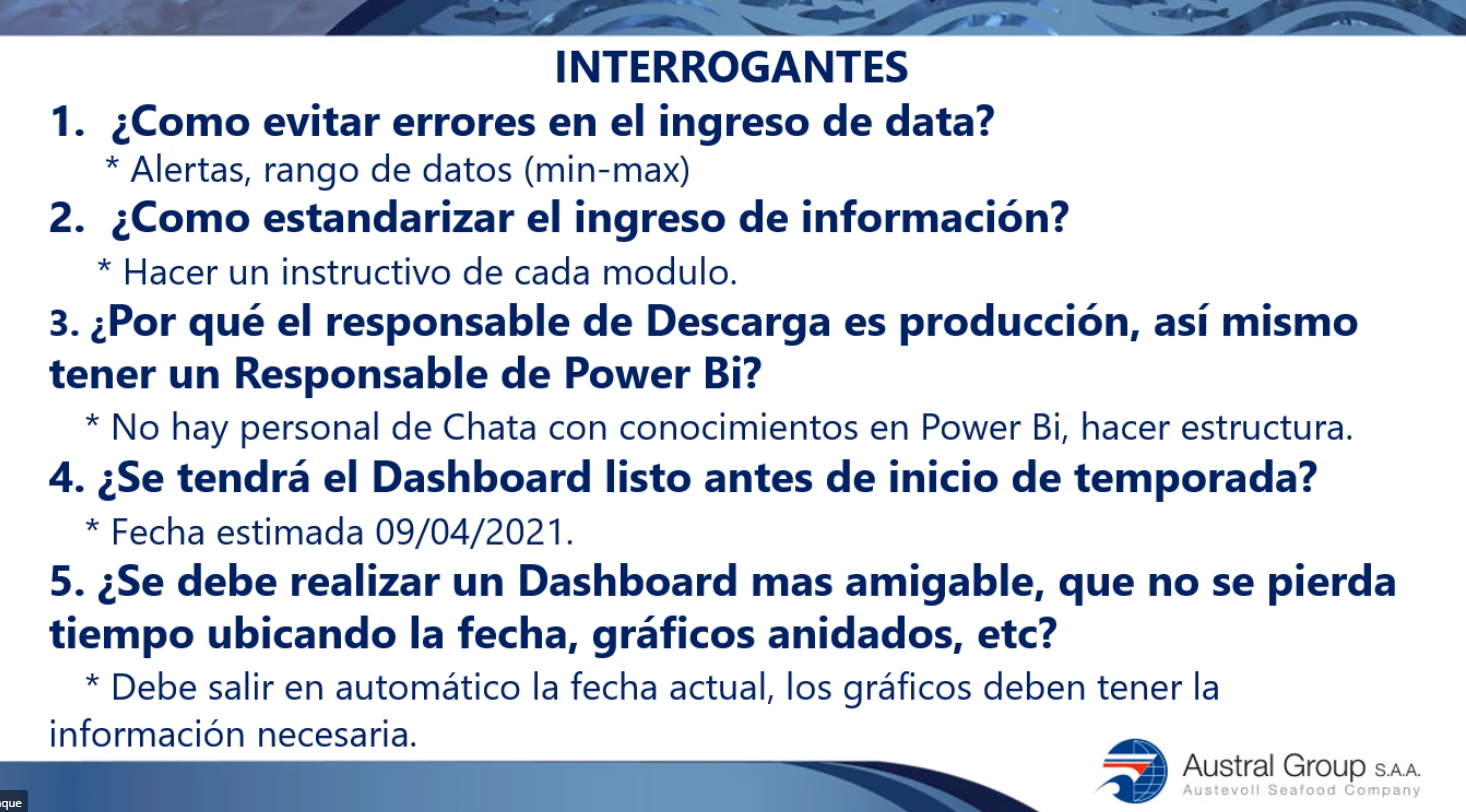 INTERROGANTES
1. ¿Como evitar errores en el ingreso de data?
* Alertas, rango de datos (min-max)
2. ¿Como estandarizar el ingreso de información?
* Hacer un instructivo de cada modulo.
3. ¿Por qué el responsable de Descarga es producción, así mismo
tener un Responsable de Power Bi?
* No hay personal de Chata con conocimientos en Power Bi, hacer estructura.
4. ¿Se tendrá el Dashboard listo antes de inicio de temporada?
* Fecha estimada 09/04/2021.
5. ¿Se debe realizar un Dashboard mas amigable, que no se pierda
tiempo ubicando la fecha, gráficos anidados, etc?
* Debe salir en automático la fecha actual, los gráficos deben tener la
información necesaria.
Austral Group S.A.A.
Austevoll Seafood Company